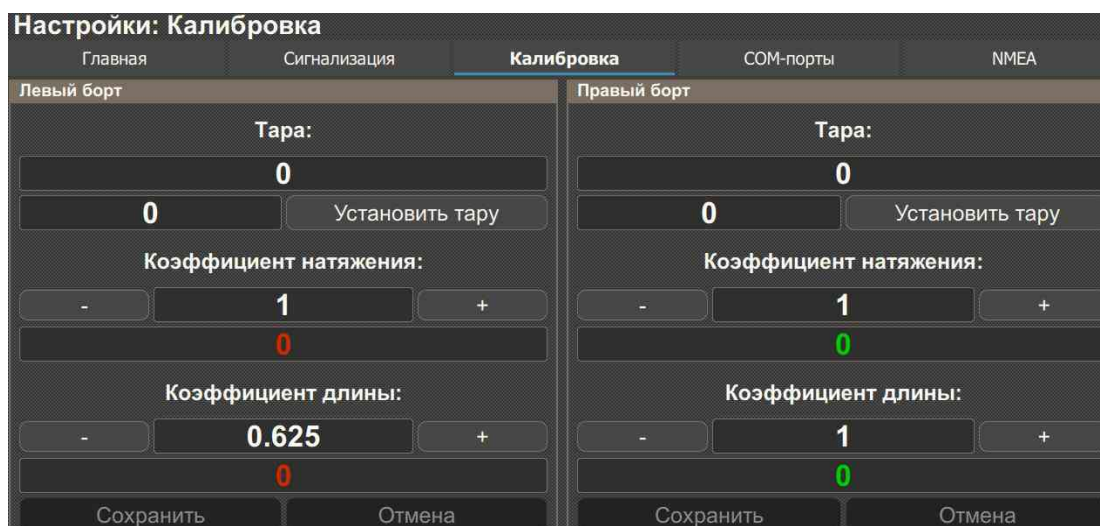 Настройки: Калибровка
Главная Сигнализация Калибровка COM-порты NMEA
Левый борт
Тара:
0
0 Установить тару
Коэффициент натяжения:
- 1 +
0
Коэффициент длины:
- 0.625 +
0
Сохранить Отмена
Правый борт
Тара:
0
0 Установить тару
Коэффициент натяжения:
- 1 +
0
Коэффициент длины:
- 1 +
0
Сохранить Отмена